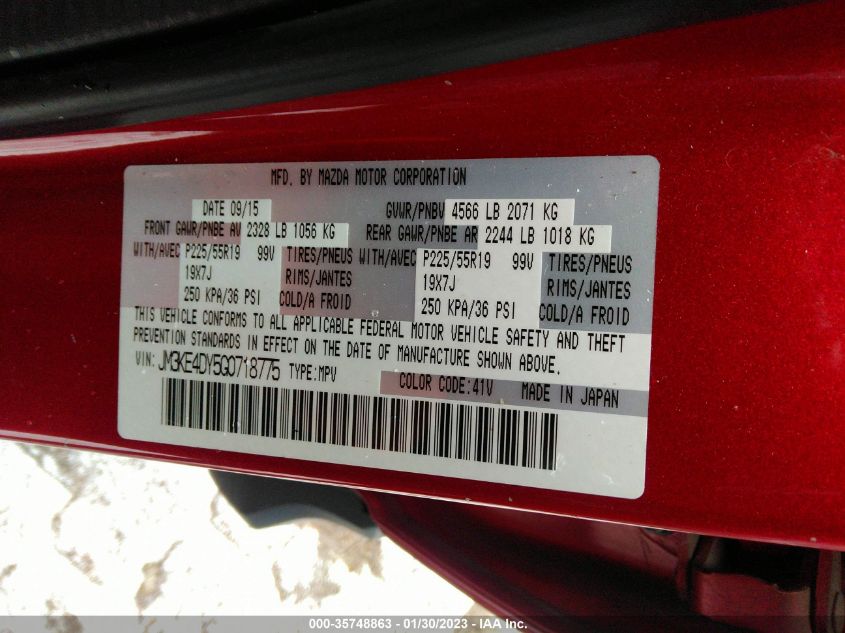 MFD. BY MAZDA MOTOR CORPORATION
DATE 09/15 GVWR/PNBV 4566 LB 2071 KG
FRONT GAWR/PNBE AV 2328 LB 1056 KG REAR GAWR/PNBE AR 2244 LB 1018 KG
WITH/AVEC P225/55R19 99V TIRES/PNEUS WITH/AVEC P225/55R19 99V TIRES/PNEUS
19X7J RIMS/JANTES 19X7J RIMS/JANTES
250 KPA/36 PSI COLD/A FROID 250 KPA/36 PSI COLD/A FROID
THIS VEHICLE CONFORMS TO ALL APPLICABLE FEDERAL MOTOR VEHICLE SAFETY AND THEFT
PREVENTION STANDARDS IN EFFECT ON THE DATE OF MANUFACTURE SHOWN ABOVE.
VIN: JM3KE4DY5G0718775 TYPE:MPV COLOR CODE:41V MADE IN JAPAN
000-35748863 - 01/30/2023 - IAA Inc.